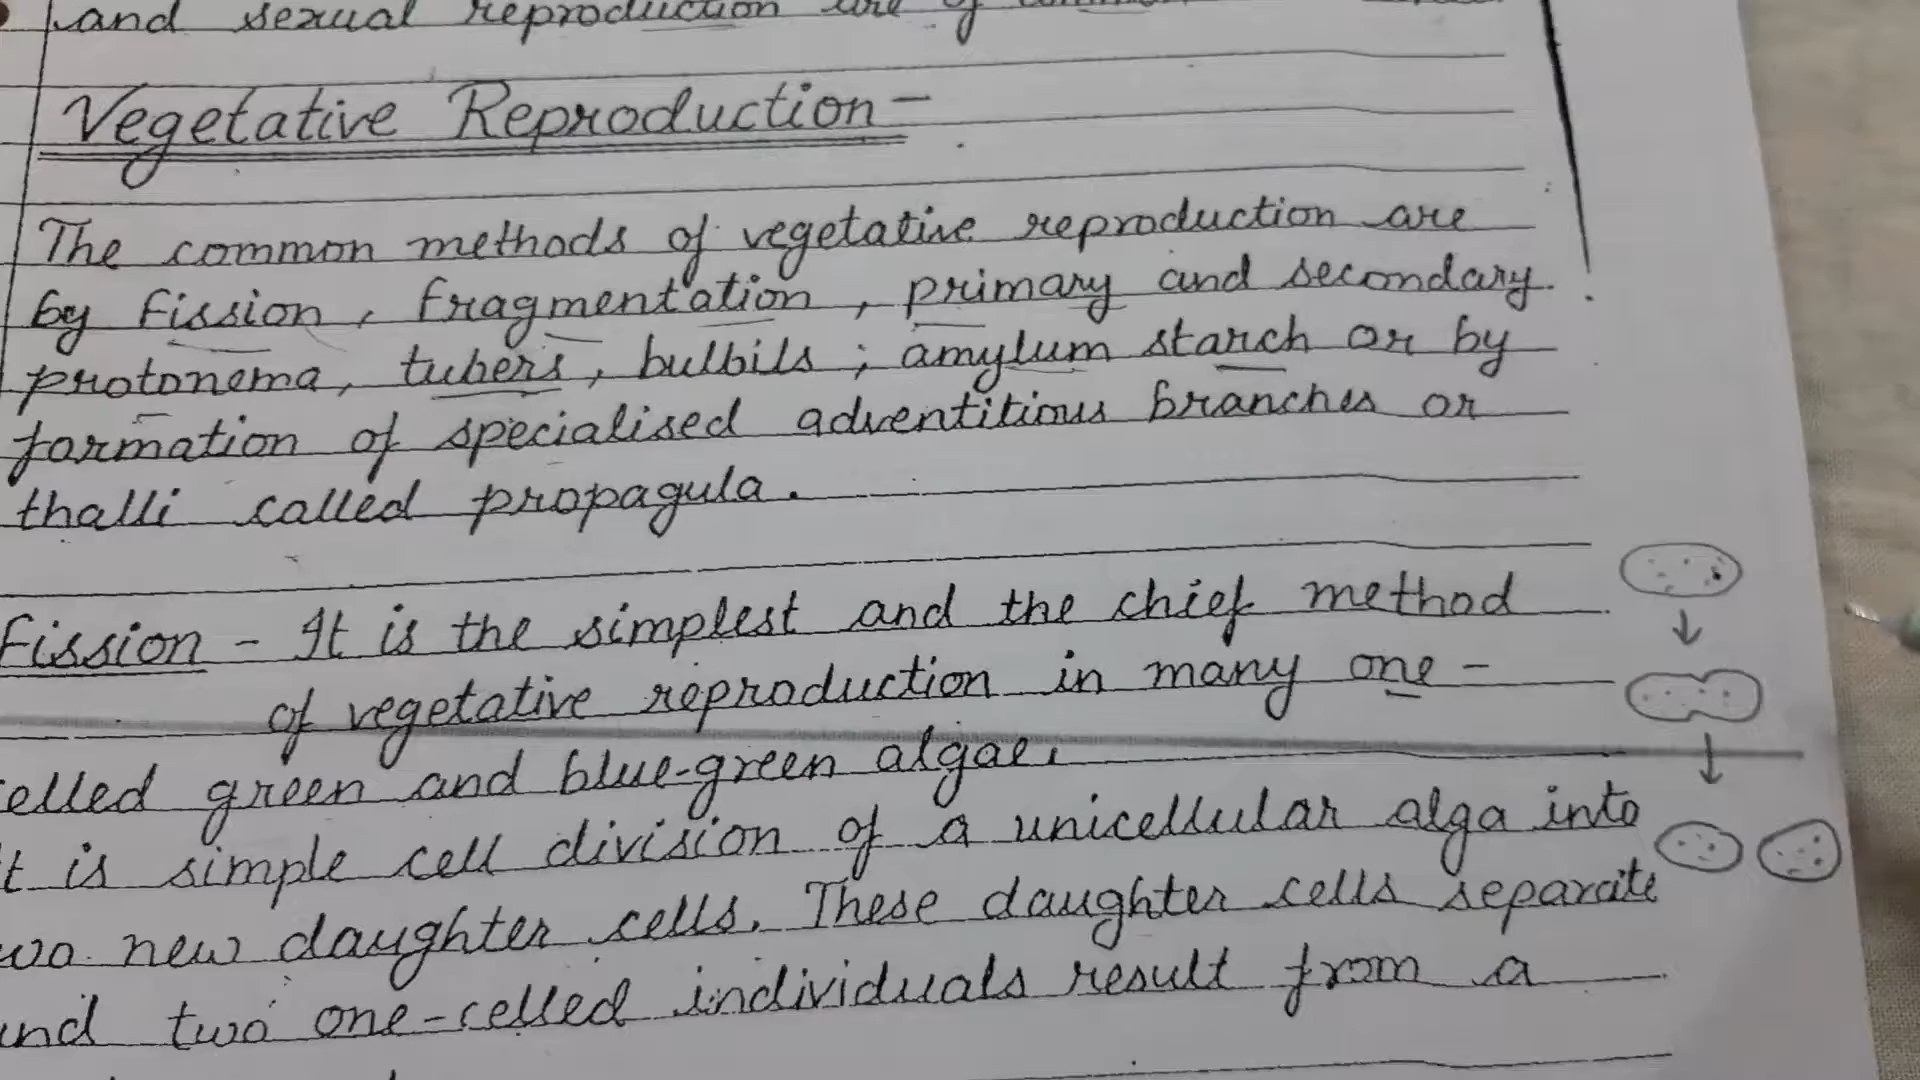 and sexual reproduction are of
Vegetative Reproduction -
The common methods of vegetative reproduction are
by fission, fragmentation, primary and secondary
protonema, tubers, bulbils; amylum starch or by
formation of specialised adventitious branches or
thalli called propagula.
Fission - It is the simplest and the chief method
of vegetative reproduction in many one -
elled green and blue-green algae.
t is simple cell division of a unicellular alga into
wo new daughter cells. These daughter cells separate
and two one-celled individuals result from a